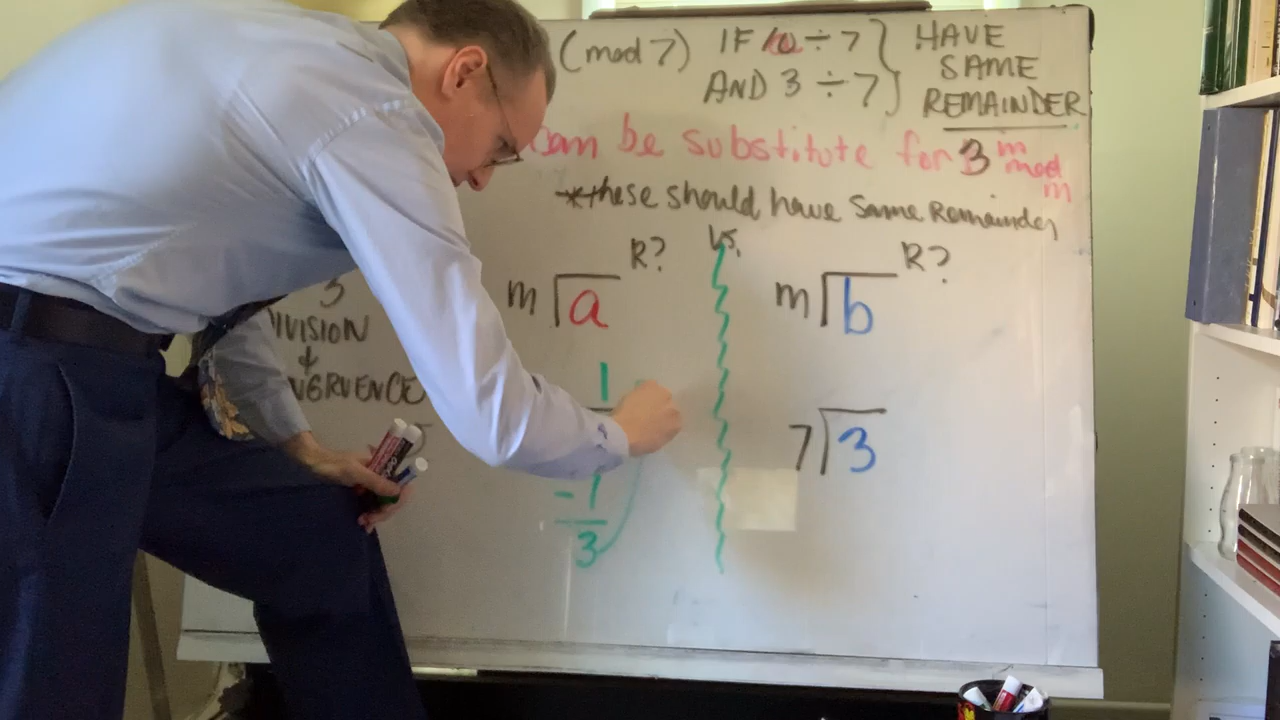 (mod 7) IF 10 ÷ 7 } HAVE
AND 3 ÷ 7 SAME
REMAINDER
can be substitute for 3 m mod m
*these should have same Remainder
R? VS. R?
m a m b
3
IVISION
+
NGRUENCE
1
7 3
-7
3